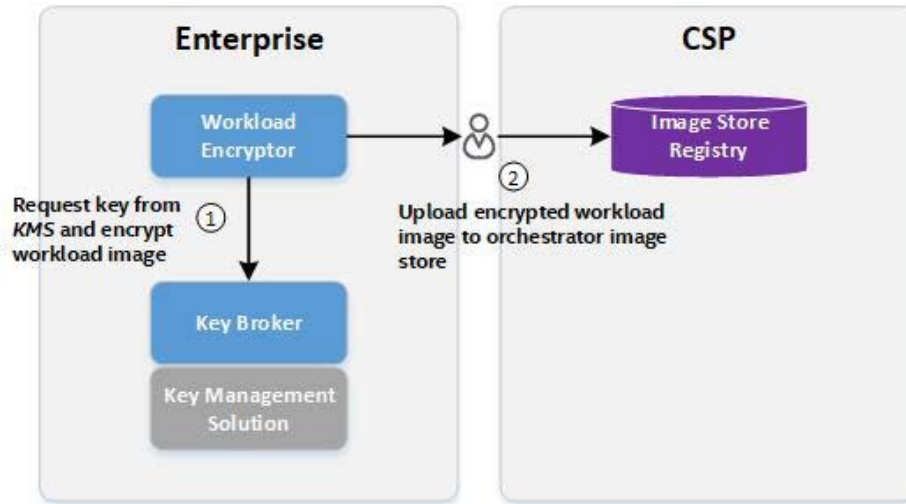 Enterprise
CSP
Workload
Encryptor
Image Store
Registry
Request key from
KMS and encrypt
workload image
1
2
Upload encrypted workload
image to orchestrator image
store
Key Broker
Key Management
Solution